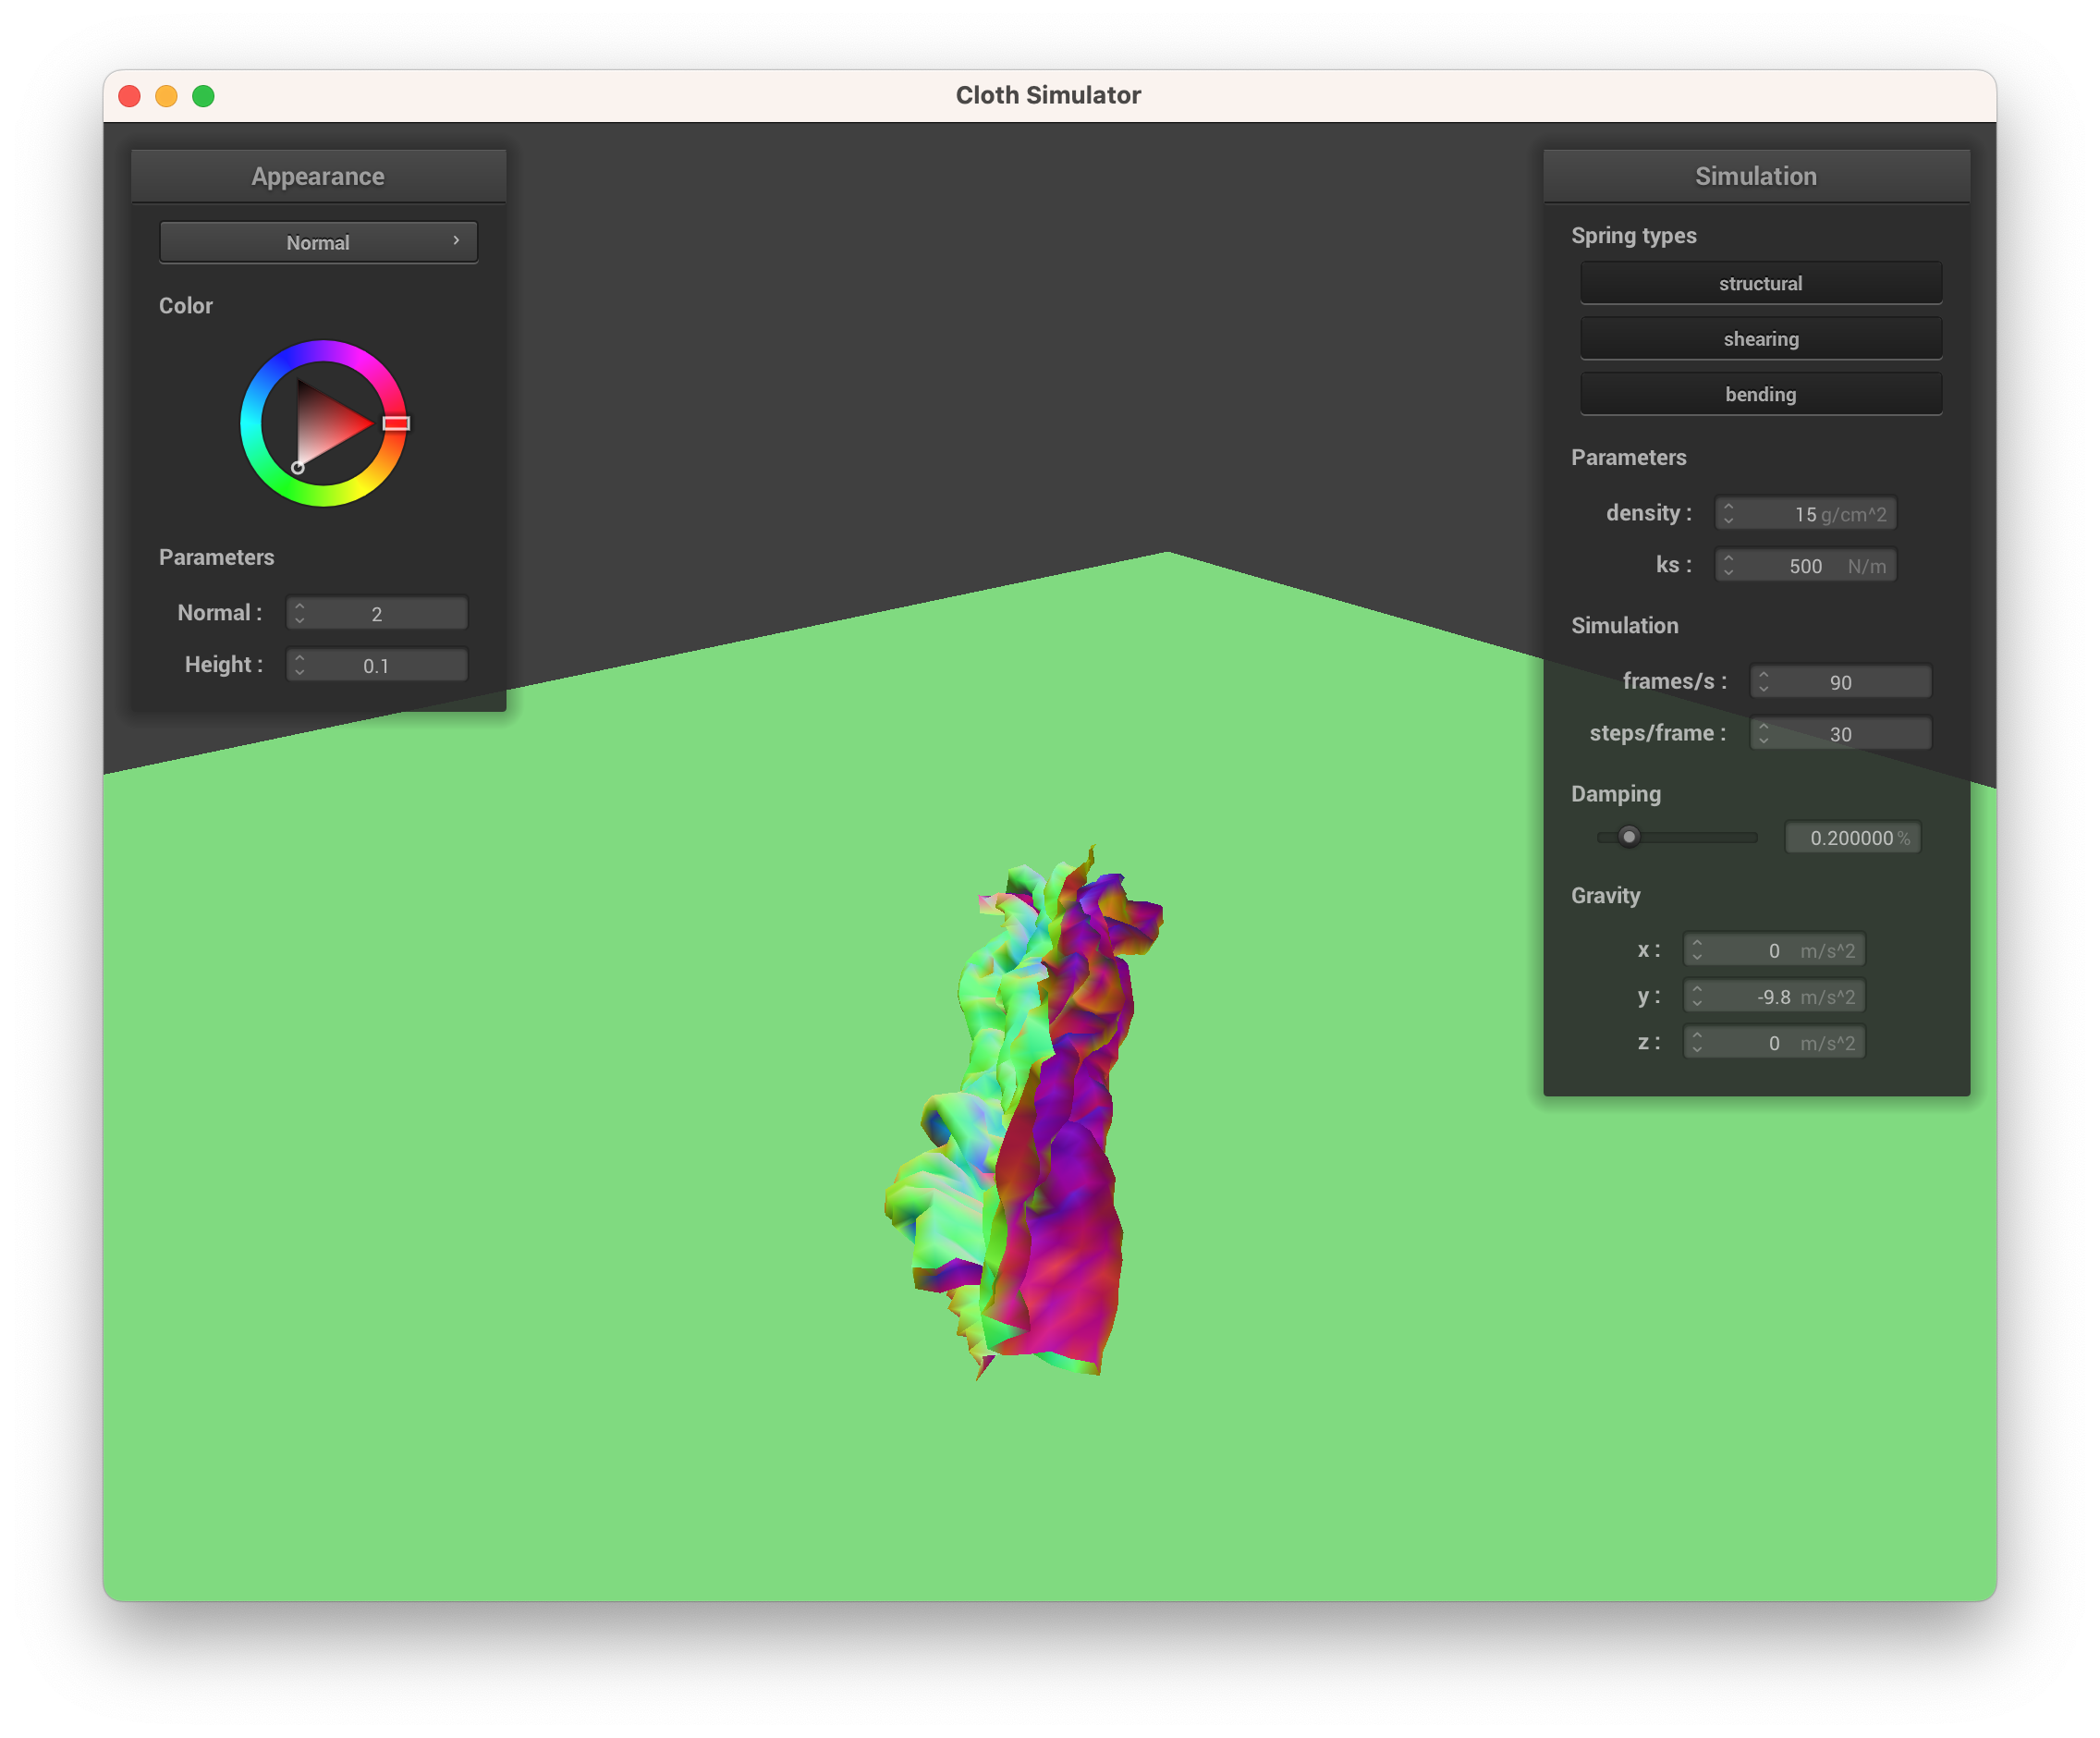 Cloth Simulator
Appearance
Normal
Color
Parameters
Normal : 2
Height : 0.1
Simulation
Spring types
structural
shearing
bending
Parameters
density : 15 g/cm^2
ks : 500 N/m
Simulation
frames/s : 90
steps/frame : 30
Damping
0.200000 %
Gravity
x : 0 m/s^2
y : -9.8 m/s^2
z : 0 m/s^2